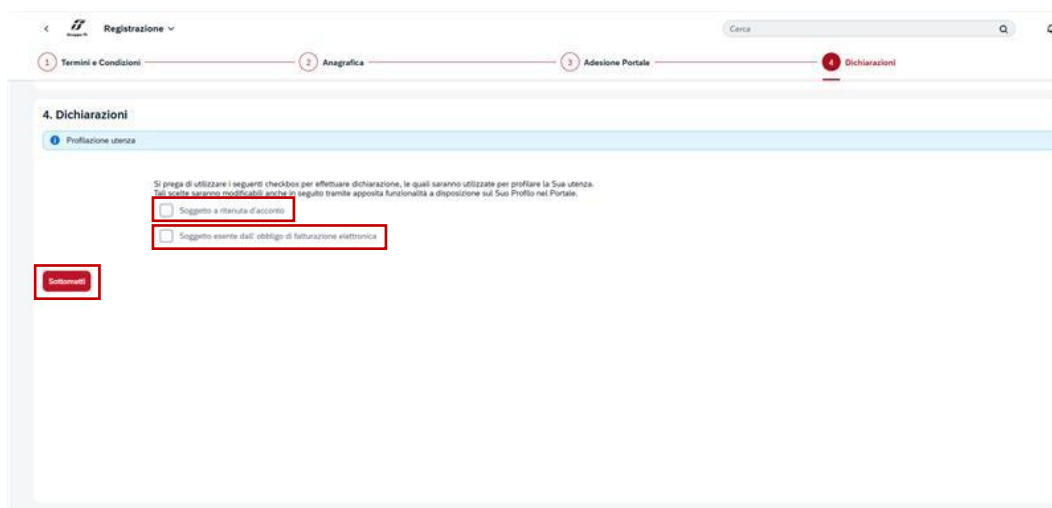 Gruppo FS
Registrazione
Cerca
1 Termini e Condizioni
2 Anagrafica
3 Adesione Portale
4 Dichiarazioni
4. Dichiarazioni
Profilazione utenza
Si prega di utilizzare i seguenti checkbox per effettuare dichiarazione, le quali saranno utilizzate per profilare la Sua utenza.
Tali scelte saranno modificabili anche in seguito tramite apposita funzionalità a disposizione sul Suo Profilo nel Portale.
Soggetto a ritenuta d'acconto
Soggetto esente dall' obbligo di fatturazione elettronica
Sottometti